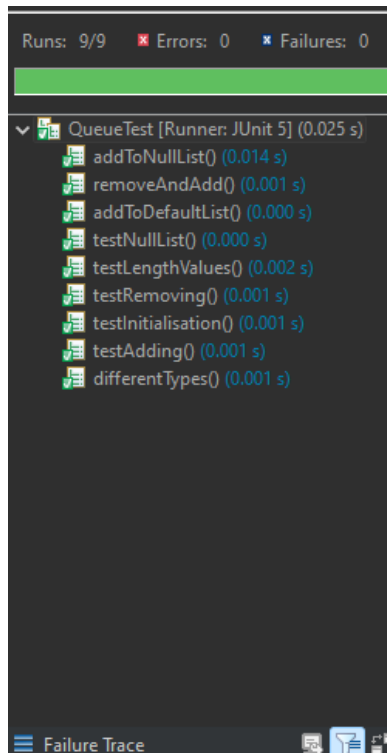 Runs: 9/9 Errors: 0 Failures: 0
QueueTest [Runner: JUnit 5] (0.025 s)
addToNullList() (0.014 s)
removeAndAdd() (0.001 s)
addToDefaultList() (0.000 s)
testNullList() (0.000 s)
testLengthValues() (0.002 s)
testRemoving() (0.001 s)
testInitialisation() (0.001 s)
testAdding() (0.001 s)
differentTypes() (0.001 s)
Failure Trace